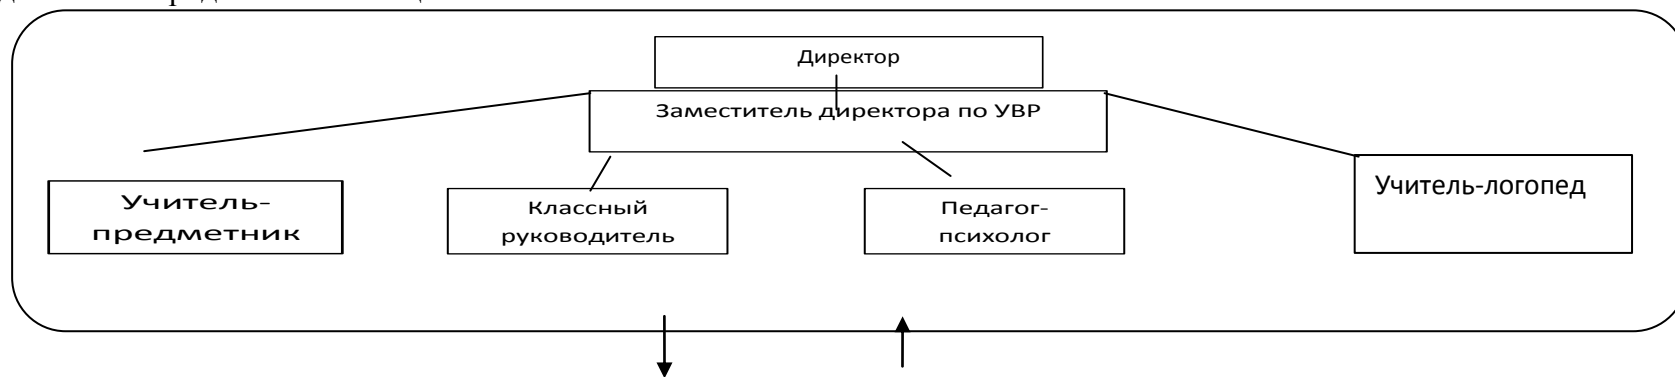 Директор
Заместитель директора по УВР
Учитель-
предметник
Классный
руководитель
Педагог-
психолог
Учитель-логопед